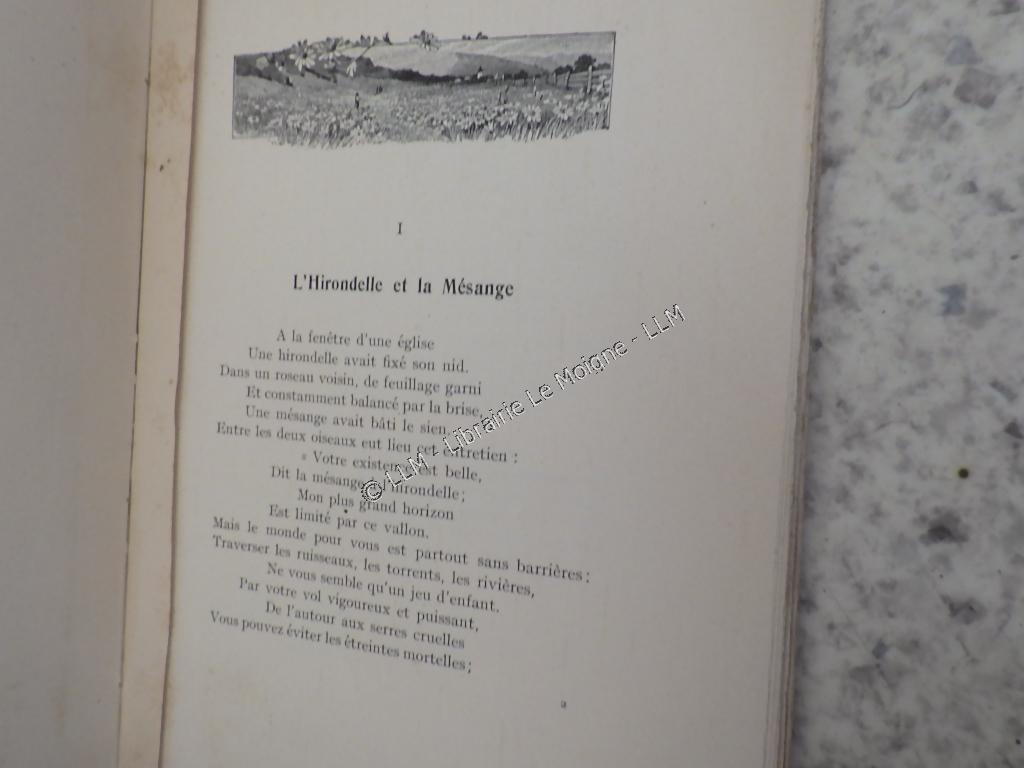 I
L'Hirondelle et la Mésange
A la fenêtre d'une église
Une hirondelle avait fixé son nid.
Dans un roseau voisin, de feuillage garni
Et constamment balancé par la brise,
Une mésange avait bâti le sien.
Entre les deux oiseaux eut lieu cet entretien :
« Votre existence est belle,
Dit la mésange à l'hirondelle;
Mon plus grand horizon
Est limité par ce vallon.
Mais le monde pour vous est partout sans barrières;
Traverser les ruisseaux, les torrents, les rivières,
Ne vous semble qu'un jeu d'enfant.
Par votre vol vigoureux et puissant,
De l'autour aux serres cruelles
Vous pouvez éviter les étreintes mortelles;
© LLM - Librairie Le Moigne - LLM